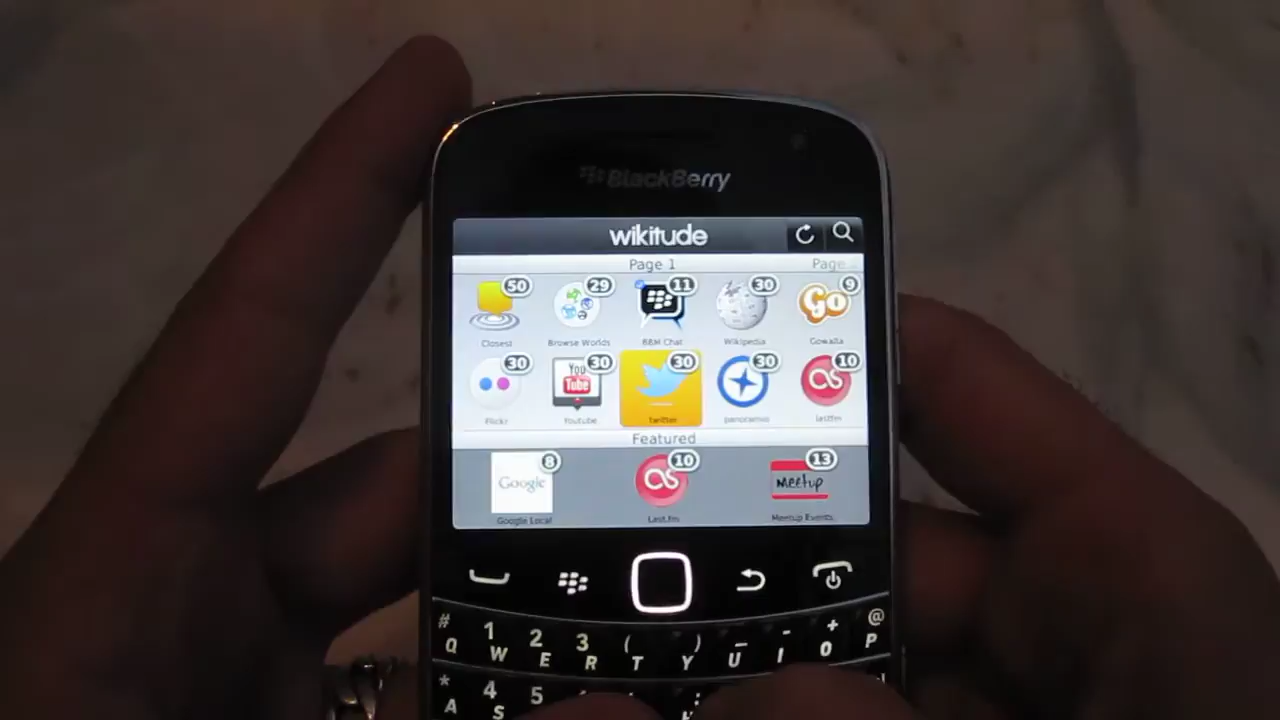 BlackBerry
wikitude
Page 1 Page
50 29 11 30 9
Closest Browse Worlds BBM Chat Wikipedia Gowalla
Go
30 30 30 30 10
You
Tube
Flickr Youtube twitter panoramio last.fm
Featured
8 10 13
Google meetup
Google Local Last.fm Meetup Events
# 1 2 3 ( ) _ - + @
Q W E R T Y U I O P
* 4 5
A S